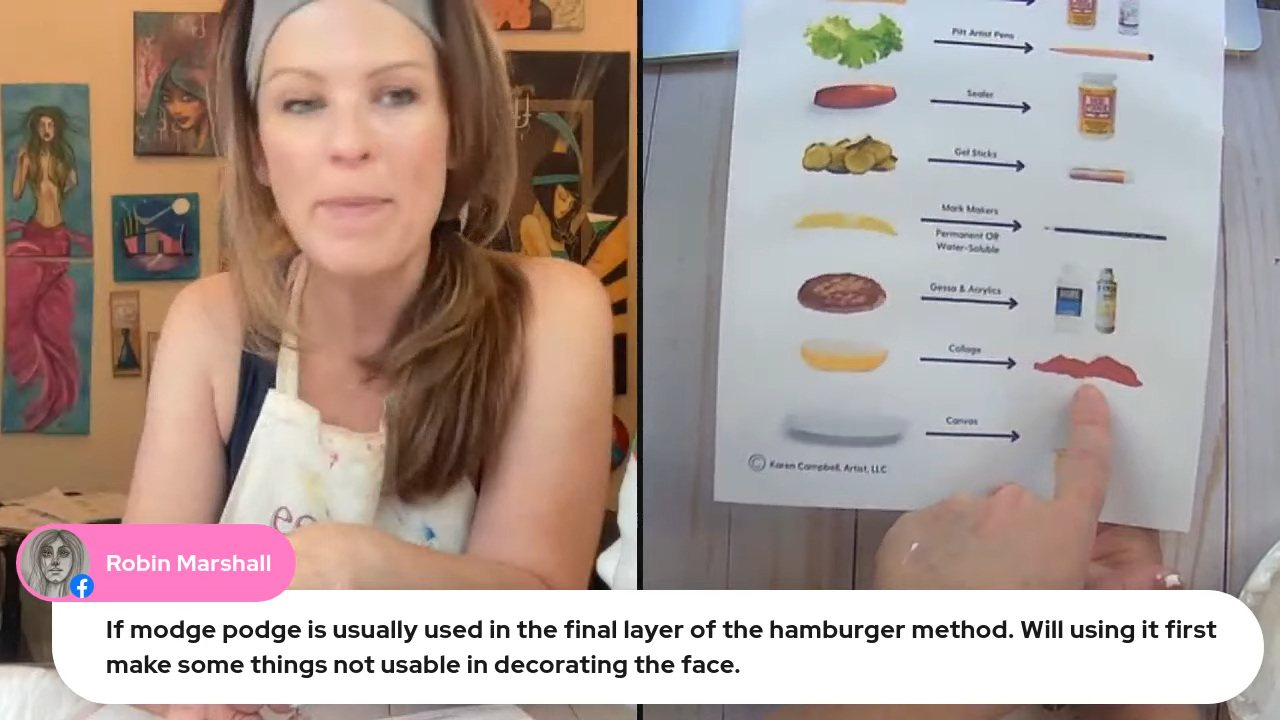 Pitt Artist Pens
Sealer
Gel Sticks
Mark Makers
Permanent OR
Water-Soluble
Gesso & Acrylics
Collage
Canvas
© Karen Campbell, Artist, LLC
Robin Marshall
If modge podge is usually used in the final layer of the hamburger method. Will using it first
make some things not usable in decorating the face.